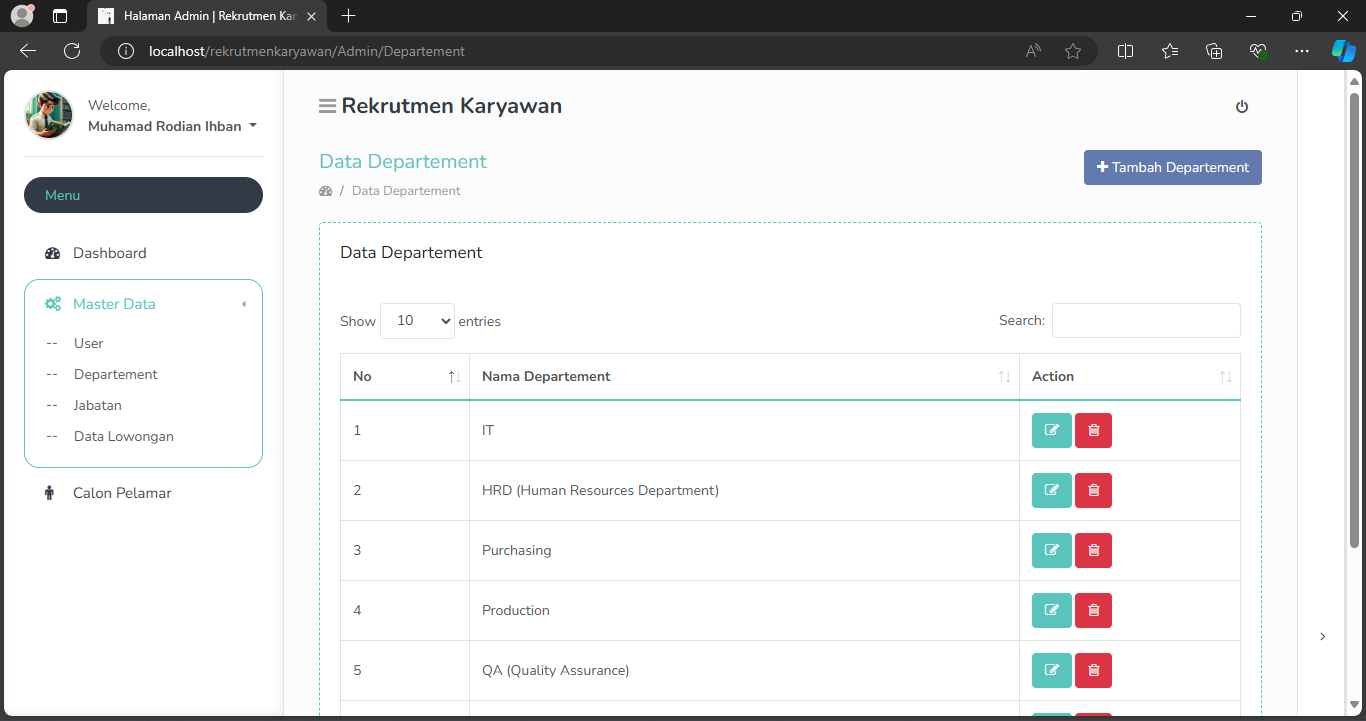 Halaman Admin | Rekrutmen Kar
localhost/rekrutmenkaryawan/Admin/Departement
Welcome,
Muhamad Rodian Ihban
Menu
Dashboard
Master Data
-- User
-- Departement
-- Jabatan
-- Data Lowongan
Calon Pelamar
Rekrutmen Karyawan
Data Departement
/ Data Departement
+ Tambah Departement
Data Departement
Show 10 entries
Search:
No Nama Departement Action
1 IT
2 HRD (Human Resources Department)
3 Purchasing
4 Production
5 QA (Quality Assurance)